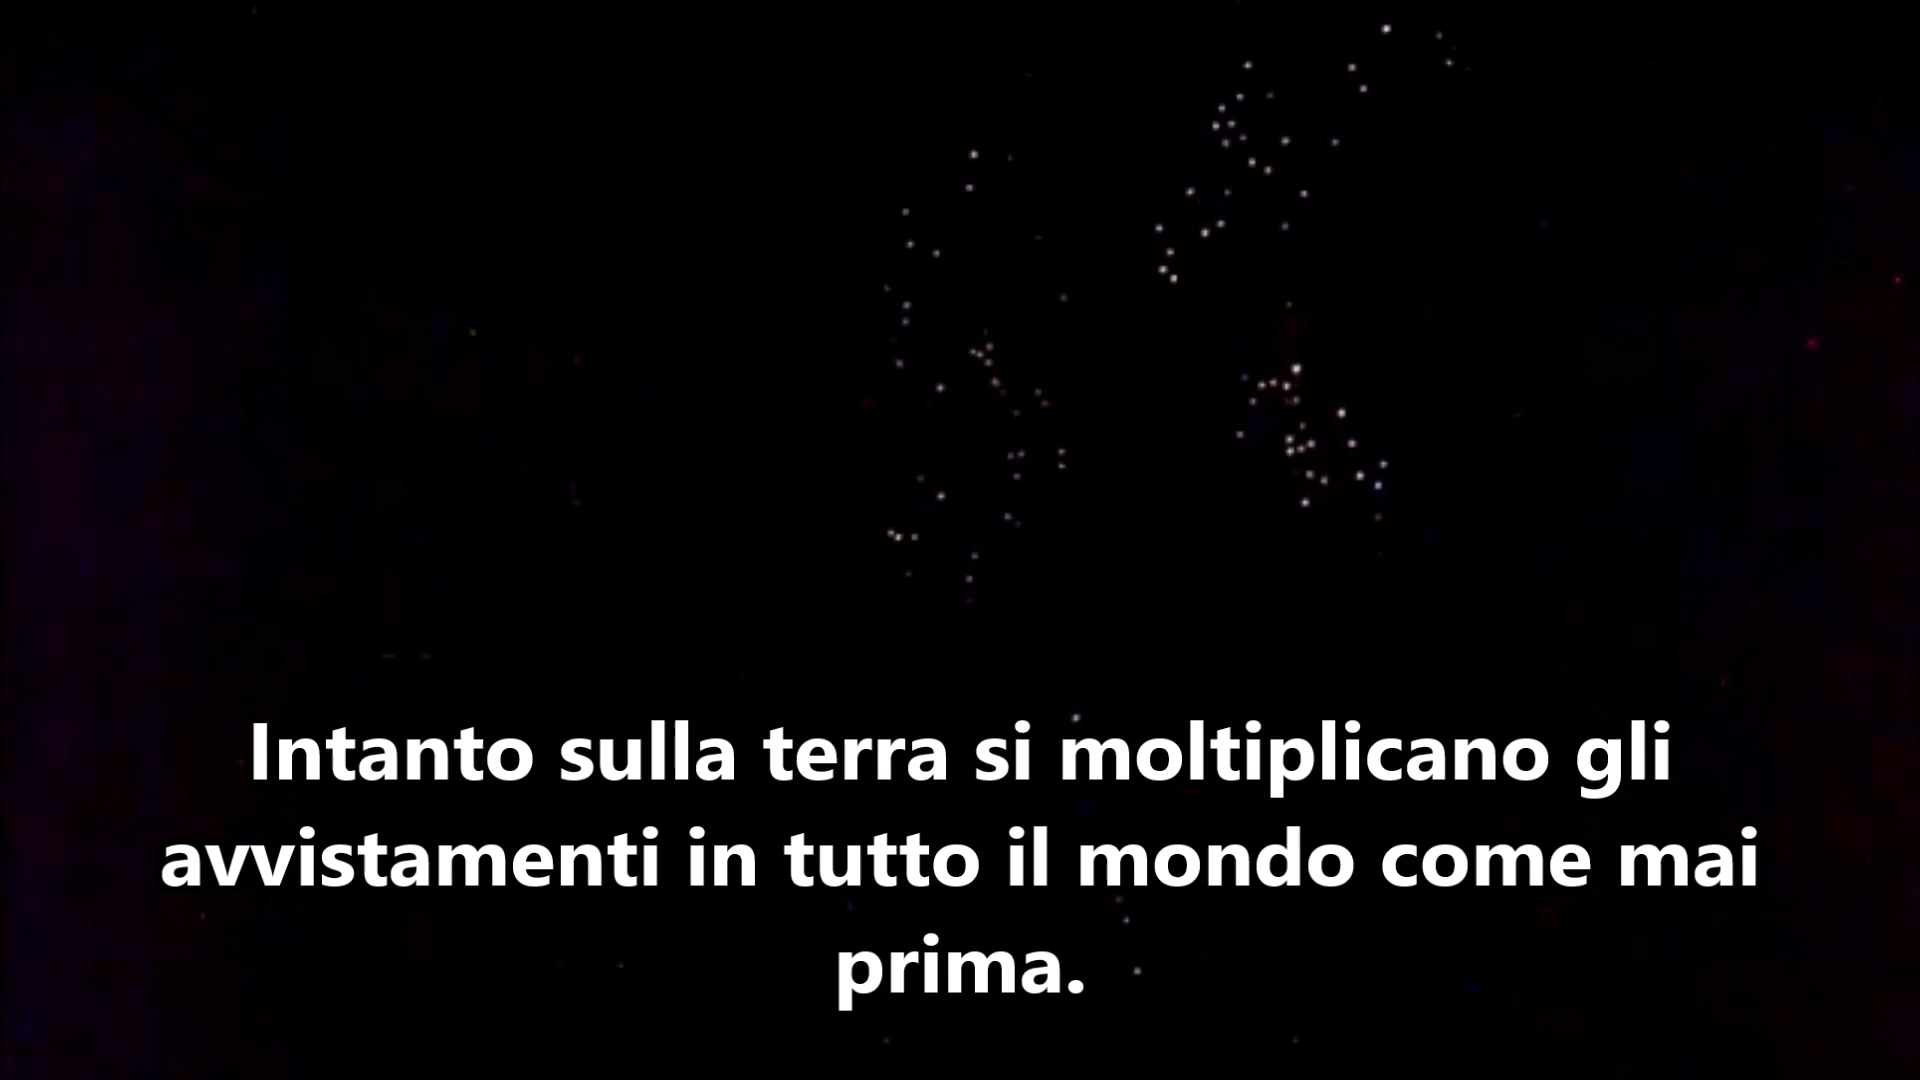 Intanto sulla terra si moltiplicano gli
avvistamenti in tutto il mondo come mai
prima.